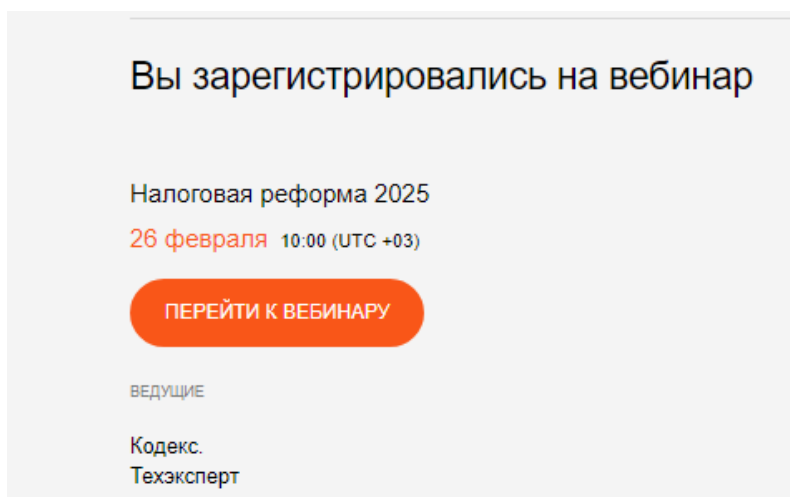 Вы зарегистрировались на вебинар
Налоговая реформа 2025
26 февраля 10:00 (UTC +03)
ПЕРЕЙТИ К ВЕБИНАРУ
ВЕДУЩИЕ
Кодекс.
Техэксперт